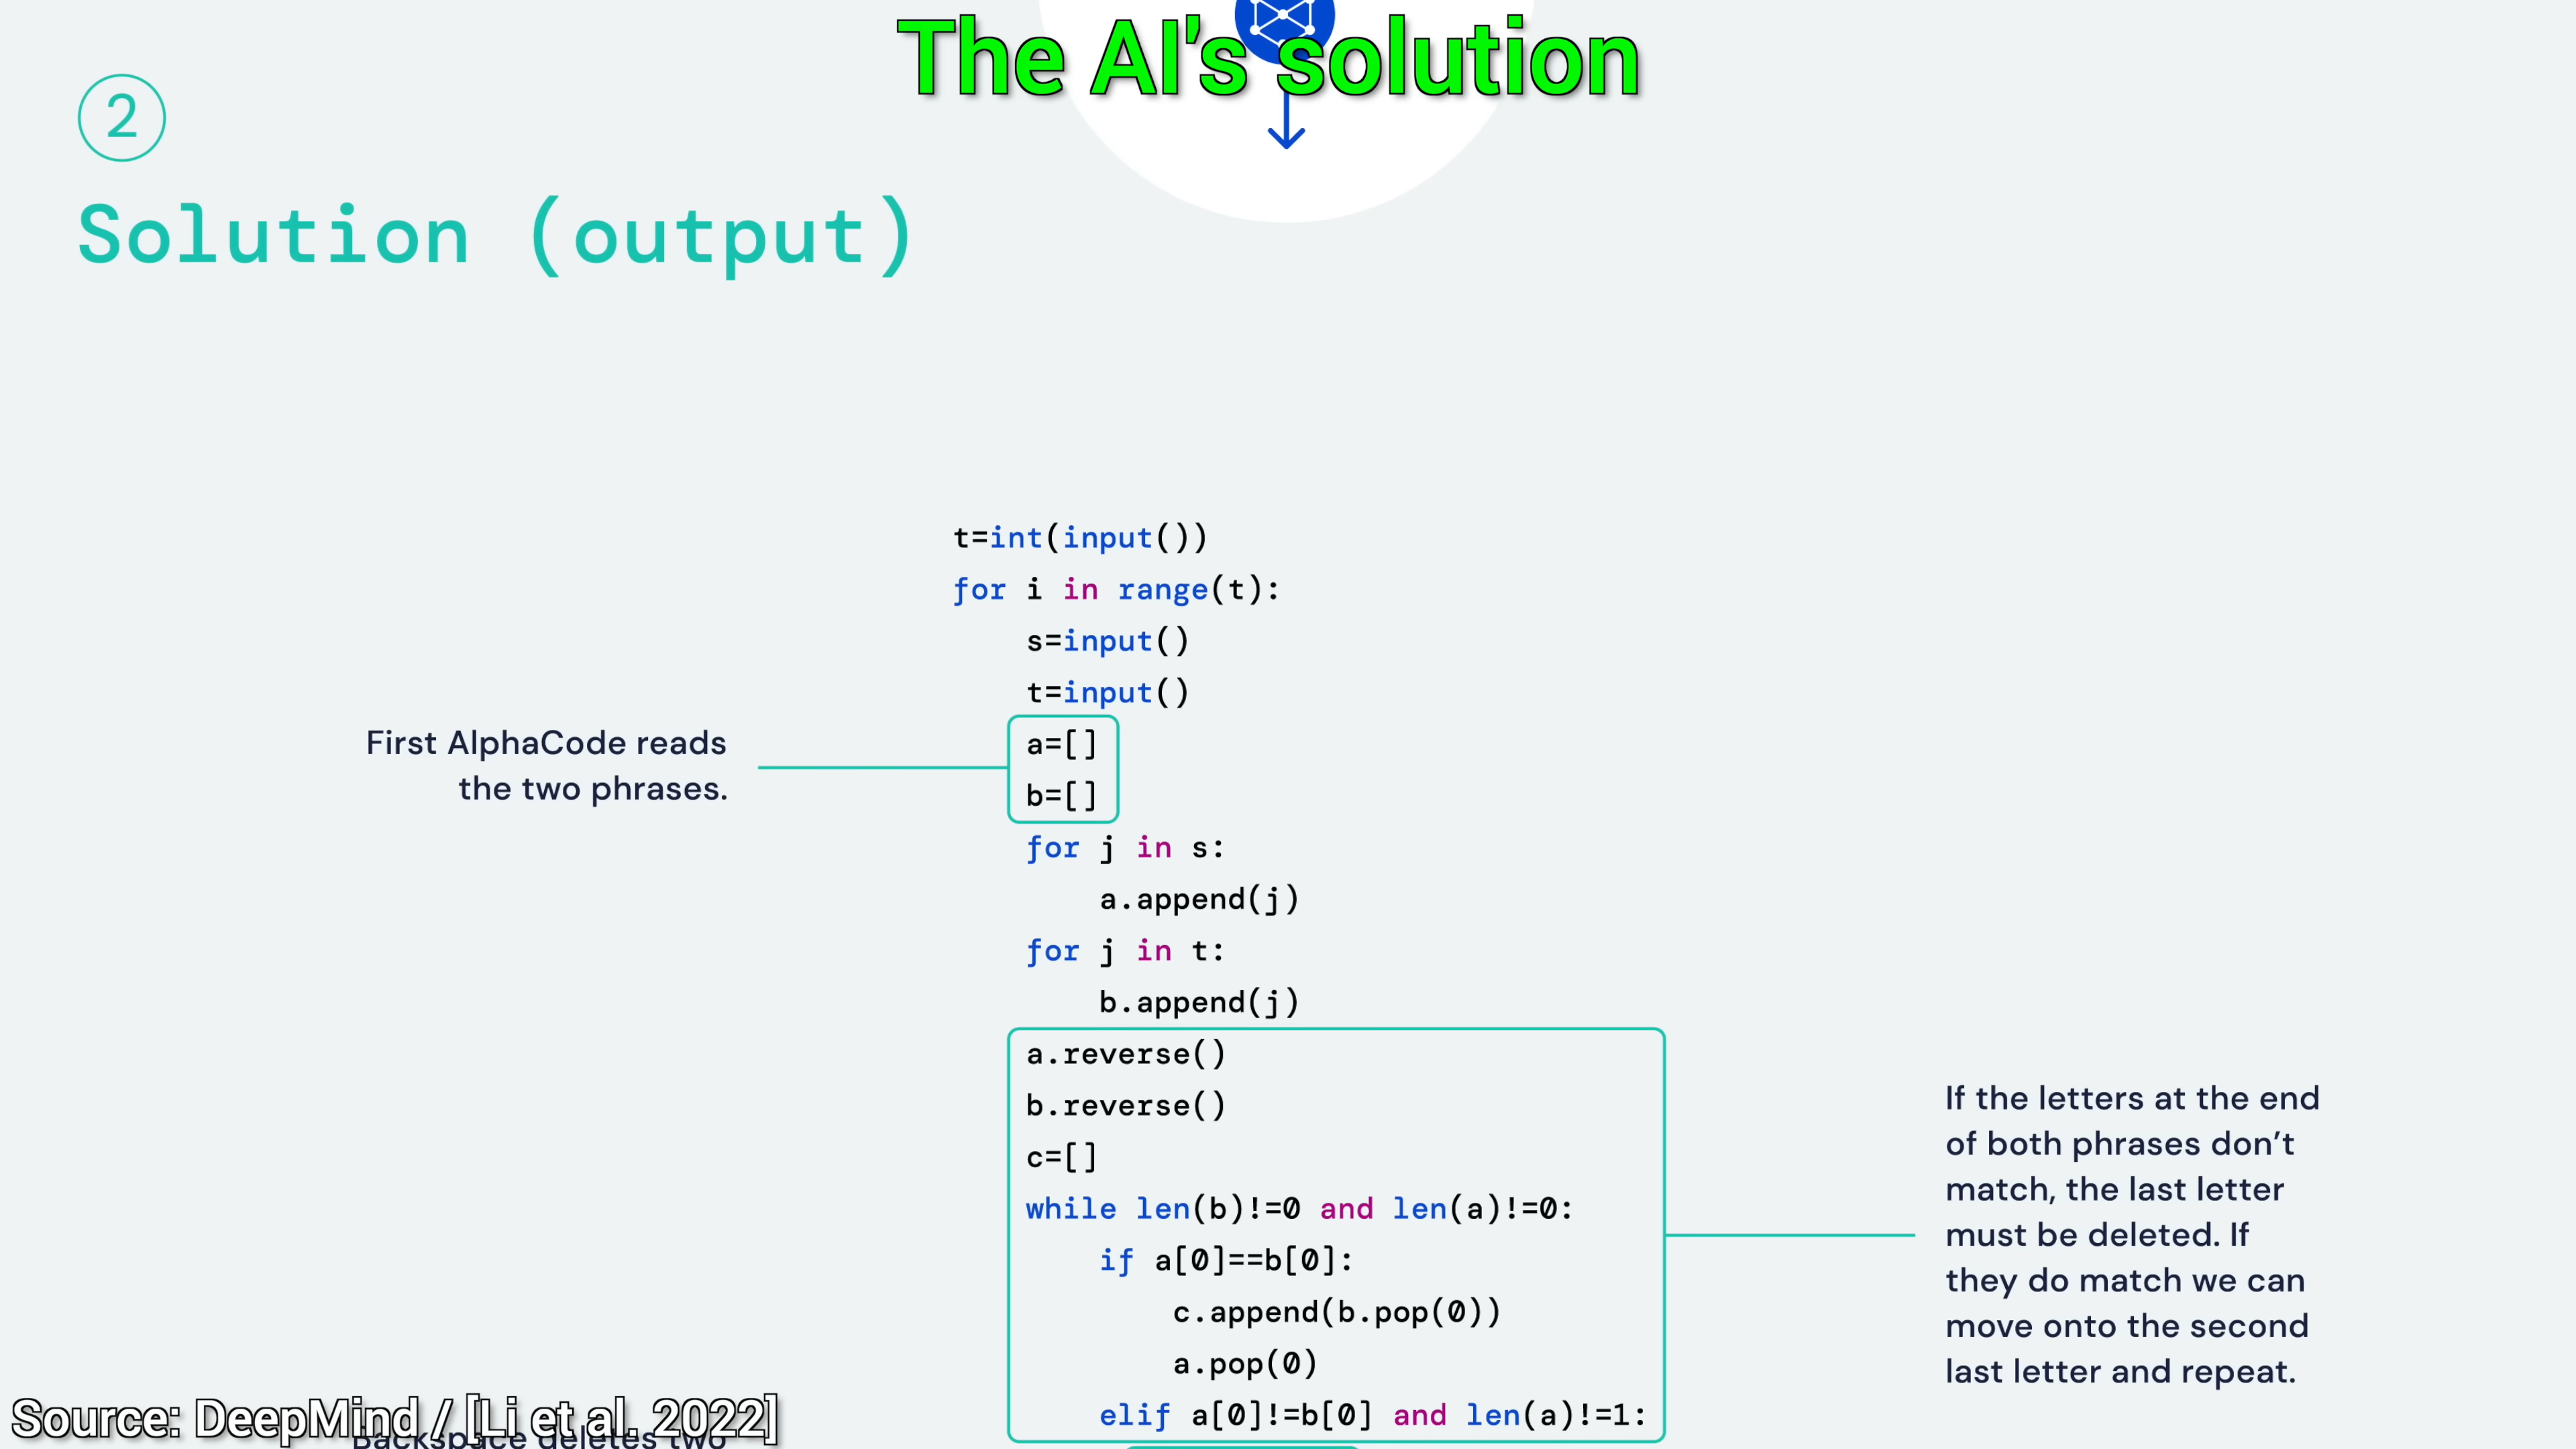 The AI's solution
2
Solution (output)
t=int(input())
for i in range(t):
    s=input()
    t=input()
First AlphaCode reads
the two phrases.
    a=[]
    b=[]
    for j in s:
        a.append(j)
    for j in t:
        b.append(j)
    a.reverse()
    b.reverse()
    c=[]
    while len(b)!=0 and len(a)!=0:
        if a[0]==b[0]:
            c.append(b.pop(0))
            a.pop(0)
        elif a[0]!=b[0] and len(a)!=1:
If the letters at the end
of both phrases don’t
match, the last letter
must be deleted. If
they do match we can
move onto the second
last letter and repeat.
Source: DeepMind / [Li et al. 2022]
Backspace deletes two